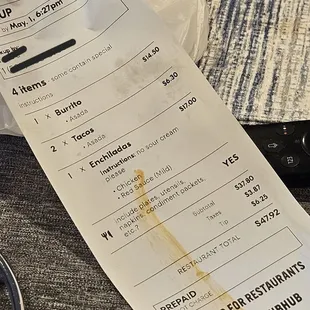 UP
by May. 1, 6:27pm
4 items - some contain special
instructions
1 x Burrito $14.50
• Asada
2 x Tacos $6.30
• Asada
1 x Enchiladas $17.00
Instructions: no sour cream
please
• Chicken
• Red Sauce (Mild)
Include plates, utensils, YES
napkins, condiment packets,
etc.?
Subtotal $37.80
Taxes $3.87
Tip $6.25
RESTAURANT TOTAL $47.92
PREPAID
CHARGE
FOR RESTAURANTS
UBHUB